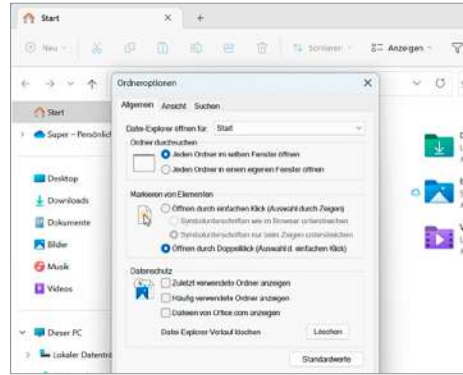 Start
Neu
Sortieren
Anzeigen
Ordneroptionen
Start
Super – Persönlich
Desktop
Downloads
Dokumente
Bilder
Musik
Videos
Dieser PC
Lokaler Datenträ
Allgemein Ansicht Suchen
Datei-Explorer öffnen für: Start
Ordner durchsuchen
Jeden Ordner im selben Fenster öffnen
Jeden Ordner in einem eigenen Fenster öffnen
Markieren von Elementen
Öffnen durch einfachen Klick (Auswahl durch Zeigen)
Symbolunterschriften wie im Browser unterstreichen
Symbolunterschriften nur beim Zeigen unterstreichen
Öffnen durch Doppelklick (Auswahl d. einfachen Klick)
Datenschutz
Zuletzt verwendete Ordner anzeigen
Häufig verwendete Ordner anzeigen
Dateien von Office.com anzeigen
Datei-Explorer-Verlauf löschen
Löschen
Standardwerte